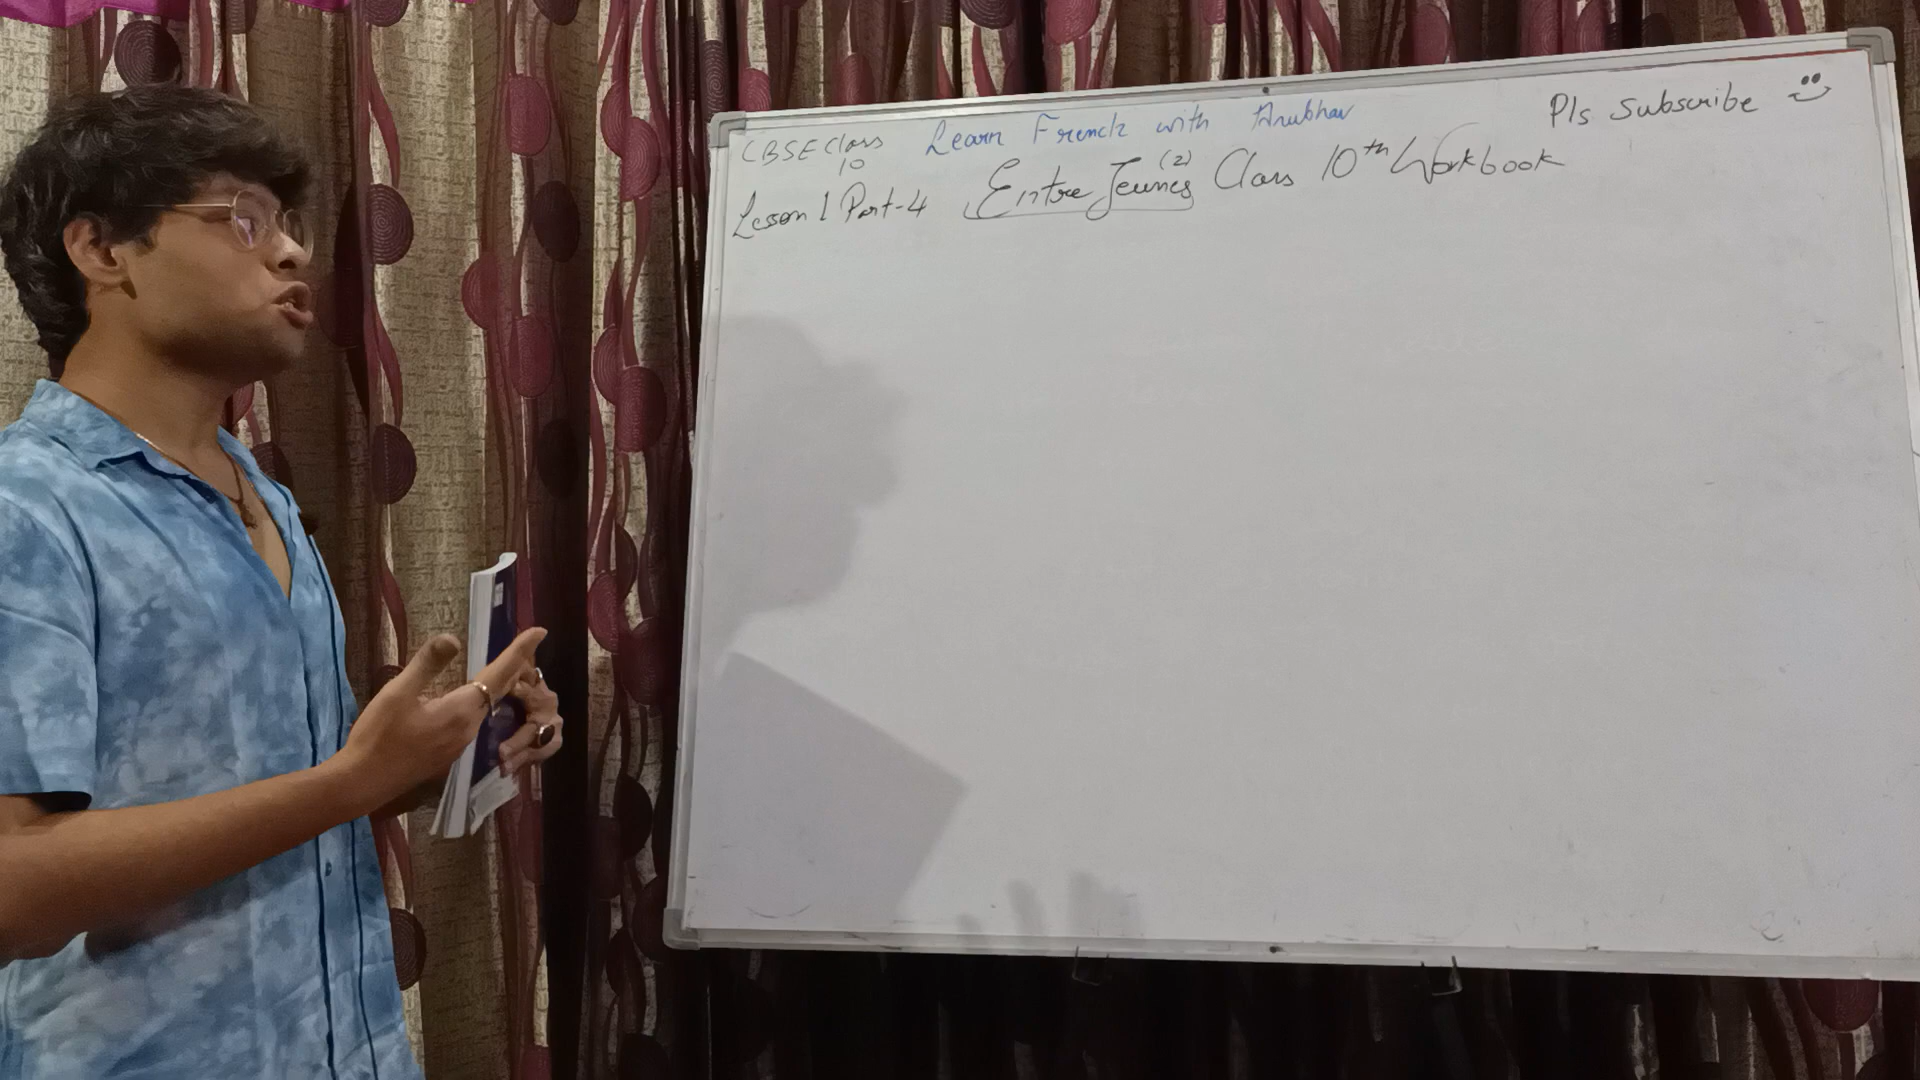 CBSE Class 10 Learn French with Anubhav Pls Subscribe
Lesson 1 Part-4 Entre Jeunes (2) Class 10th Workbook